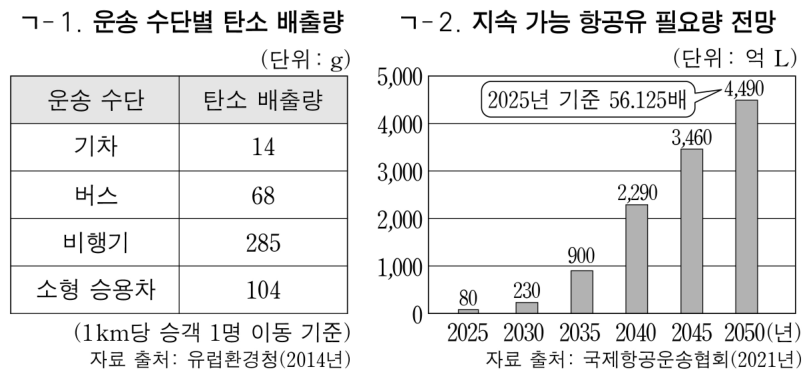 ㄱ-1. 운송 수단별 탄소 배출량
(단위: g)
운송 수단 탄소 배출량
기차 14
버스 68
비행기 285
소형 승용차 104
(1km당 승객 1명 이동 기준)
자료 출처: 유럽환경청(2014년)
ㄱ-2. 지속 가능 항공유 필요량 전망
(단위: 억 L)
5,000
4,000
3,000
2,000
1,000
0
2025년 기준 56.125배
80
230
900
2,290
3,460
4,490
2025 2030 2035 2040 2045 2050(년)
자료 출처: 국제항공운송협회(2021년)